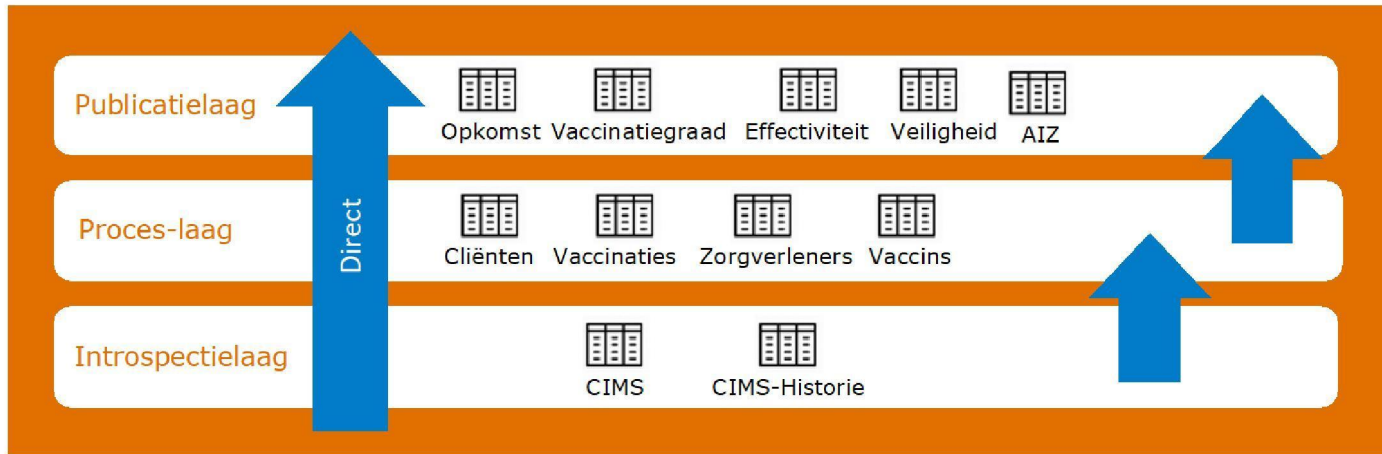 Publicatielaag
Opkomst Vaccinatiegraad Effectiviteit Veiligheid AIZ
Direct
Proces-laag
Cliënten Vaccinaties Zorgverleners Vaccins
Introspectielaag
CIMS CIMS-Historie